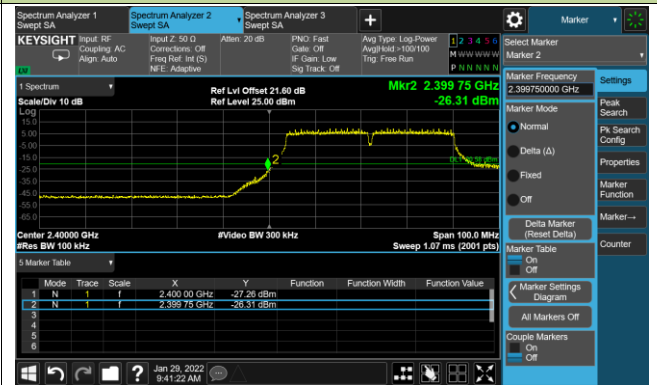 Spectrum Analyzer 1
Swept SA
Spectrum Analyzer 2
Swept SA
Spectrum Analyzer 3
Swept SA
+
Marker
KEYSIGHT
Input: RF
Coupling: AC
Align: Auto
Input Z: 50 Ω
Corrections: Off
Freq Ref: Int (S)
NFE: Adaptive
Atten: 20 dB
PNO: Fast
Gate: Off
IF Gain: Low
Sig Track: Off
Avg Type: Log-Power
Avg|Hold:>100/100
Trig: Free Run
1 2 3 4 5 6
M W W W W W
P N N N N N
Select Marker
Marker 2
1 Spectrum
Scale/Div 10 dB
Ref Lvl Offset 21.60 dB
Ref Level 25.00 dBm
Mkr2 2.399 75 GHz
-26.31 dBm
Log
15.0
5.00
-5.00
-15.0
-25.0
-35.0
-45.0
-55.0
-65.0
2
Center 2.40000 GHz
#Res BW 100 kHz
#Video BW 300 kHz
Span 100.0 MHz
Sweep 1.07 ms (2001 pts)
5 Marker Table
Mode Trace Scale X Y Function Function Width Function Value
1 N 1 f 2.400 00 GHz -27.26 dBm
2 N 1 f 2.399 75 GHz -26.31 dBm
3
4
5
6
Marker Frequency
2.399750000 GHz
Marker Mode
Normal
Delta (Δ)
Fixed
Off
Delta Marker
(Reset Delta)
Marker Table
On
Off
Marker Settings
Diagram
All Markers Off
Couple Markers
On
Off
Settings
Peak
Search
Pk Search
Config
Properties
Marker
Function
Marker→
Counter
?
Jan 29, 2022
9:41:22 AM